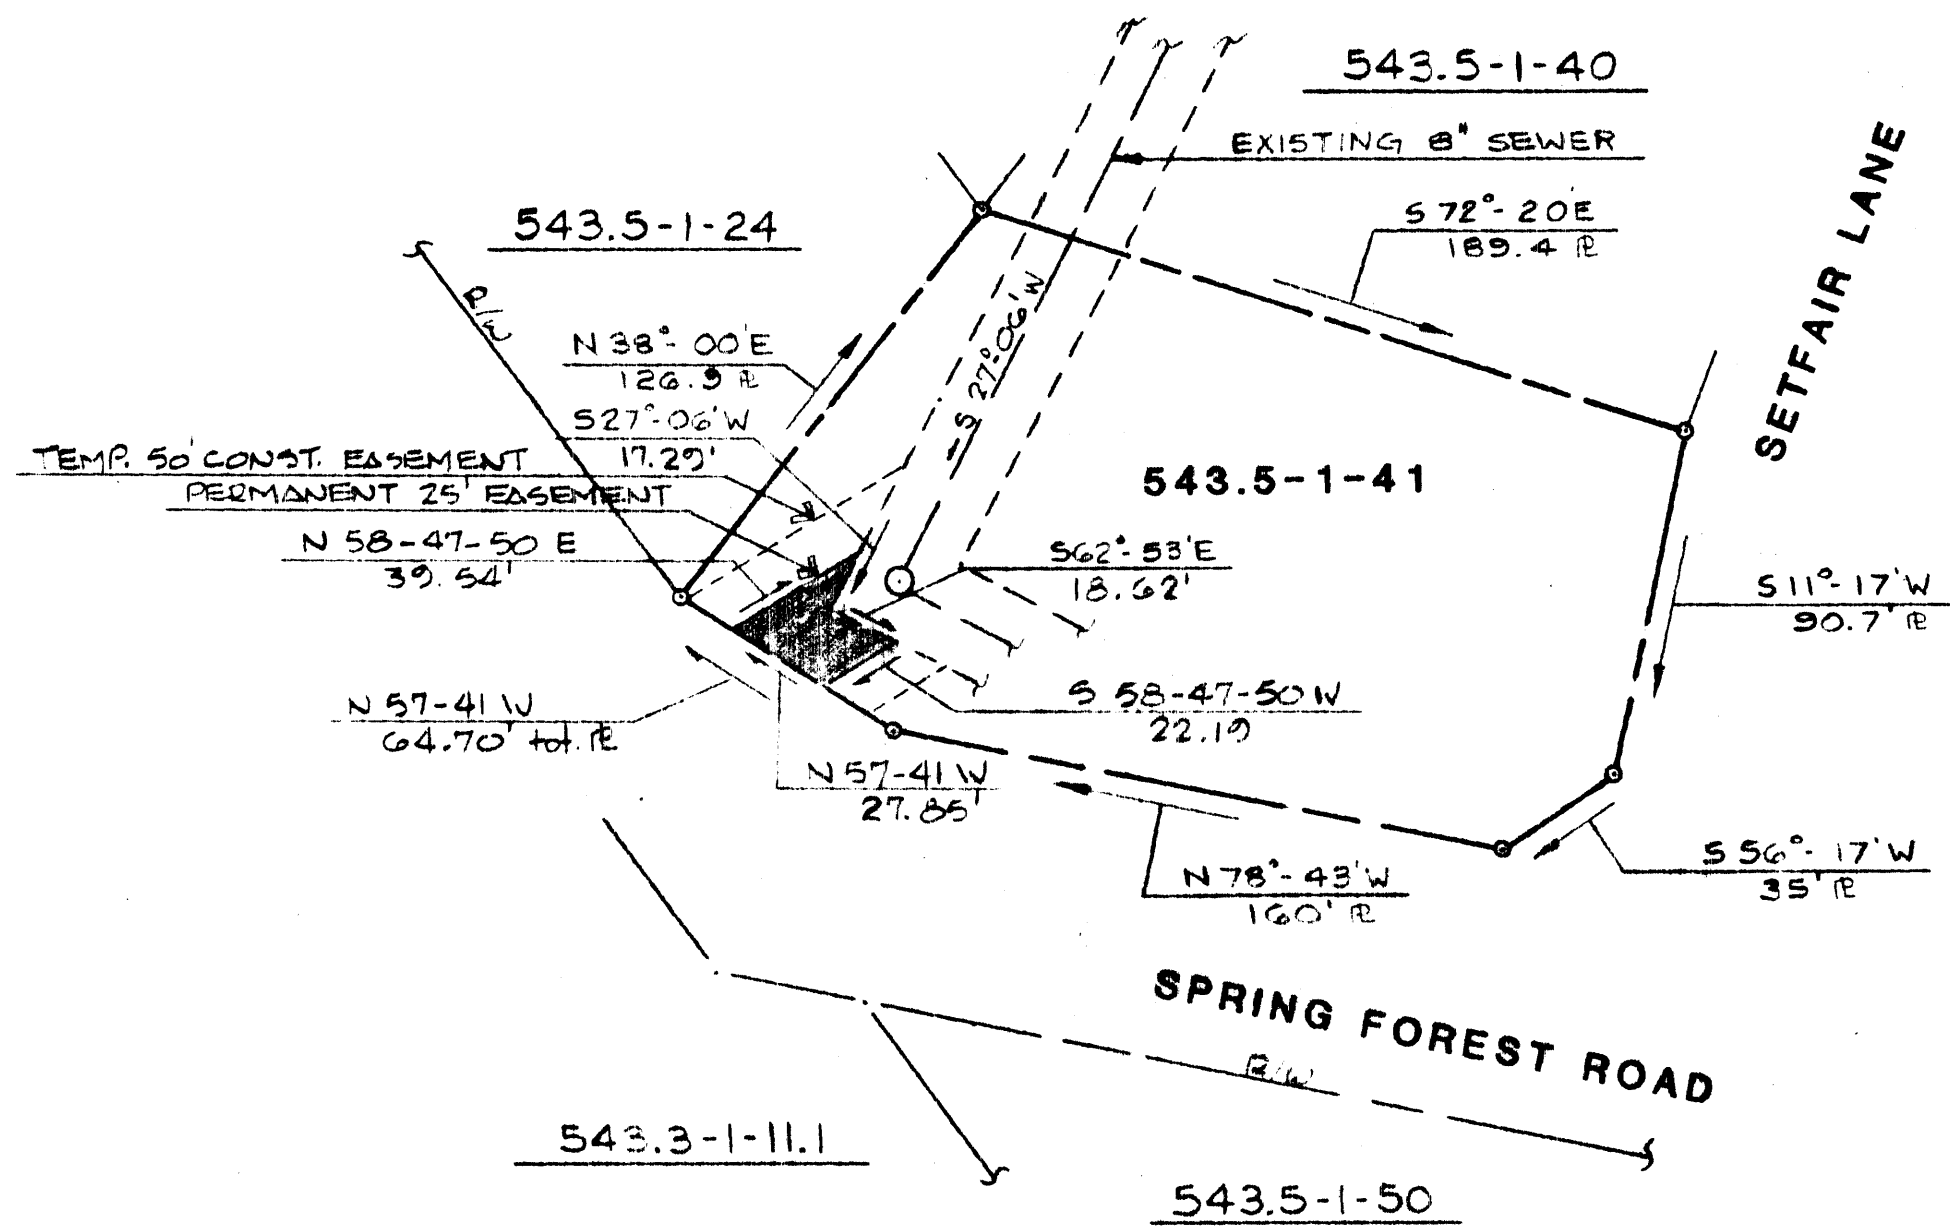 543.5-1-40
EXISTING 8" SEWER
543.5-1-24
S 72°-20'E
189.4 ⅊
SETFAIR LANE
R/W
N 38°-00'E
126.9 ⅊
S 27°-06' W
S 27°-06' W
17.29'
TEMP. 50' CONST. EASEMENT
PERMANENT 25' EASEMENT
543.5-1-41
N 58-47-50 E
39.54'
S 62°-53'E
18.62'
S 11°-17' W
90.7' ⅊
N 57-41 W
64.70' tot. ⅊
S 58-47-50 W
22.19
N 57-41 W
27.85'
N 78°-43' W
160' ⅊
S 56°-17' W
35' ⅊
SPRING FOREST ROAD
R/W
543.3-1-11.1
543.5-1-50